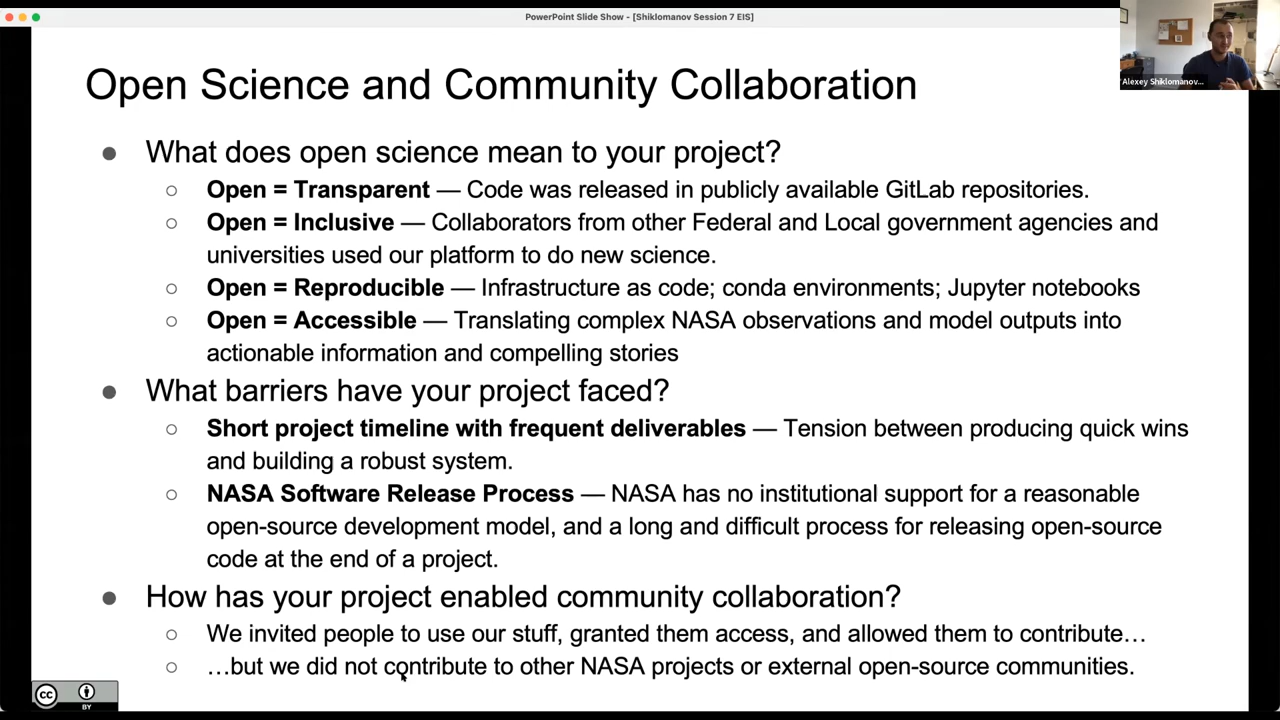 PowerPoint Slide Show - [Shiklomanov Session 7 EIS]
Alexey Shiklomanov...
Open Science and Community Collaboration
● What does open science mean to your project?
○ Open = Transparent — Code was released in publicly available GitLab repositories.
○ Open = Inclusive — Collaborators from other Federal and Local government agencies and
universities used our platform to do new science.
○ Open = Reproducible — Infrastructure as code; conda environments; Jupyter notebooks
○ Open = Accessible — Translating complex NASA observations and model outputs into
actionable information and compelling stories
● What barriers have your project faced?
○ Short project timeline with frequent deliverables — Tension between producing quick wins
and building a robust system.
○ NASA Software Release Process — NASA has no institutional support for a reasonable
open-source development model, and a long and difficult process for releasing open-source
code at the end of a project.
● How has your project enabled community collaboration?
○ We invited people to use our stuff, granted them access, and allowed them to contribute…
○ …but we did not contribute to other NASA projects or external open-source communities.
cc
BY